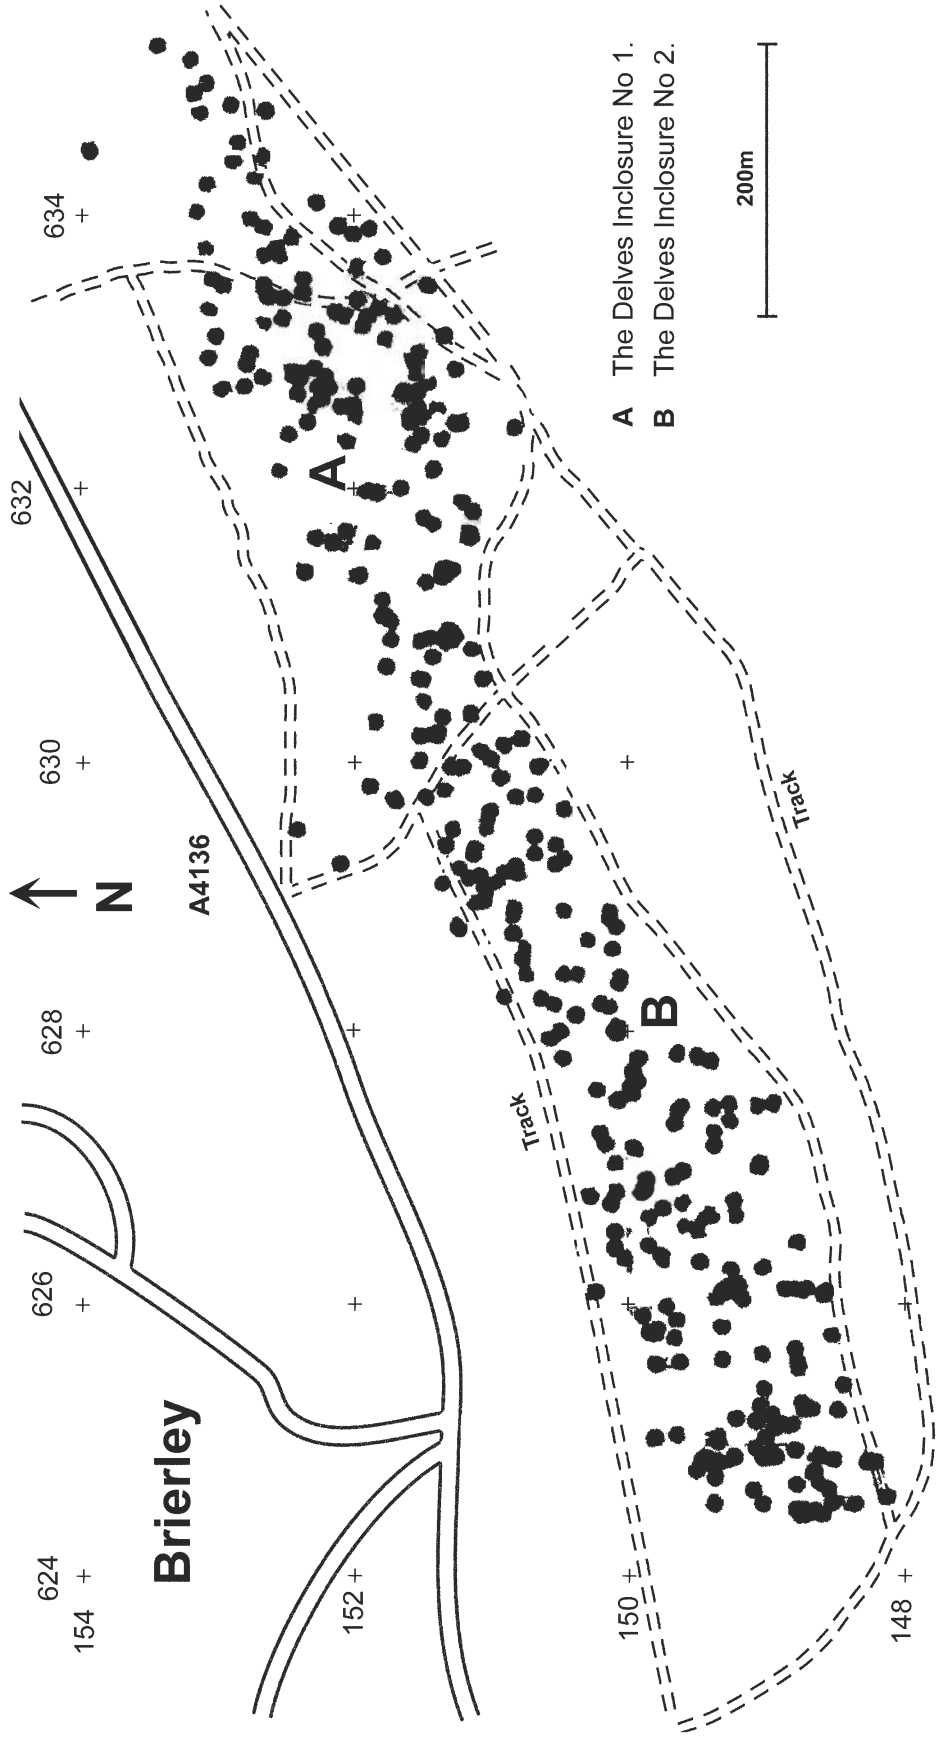 624
626
628
630
632
634
154
152
150
148
Brierley
A4136
N
Track
Track
A
B
A The Delves Inclosure No 1.
B The Delves Inclosure No 2.
200m